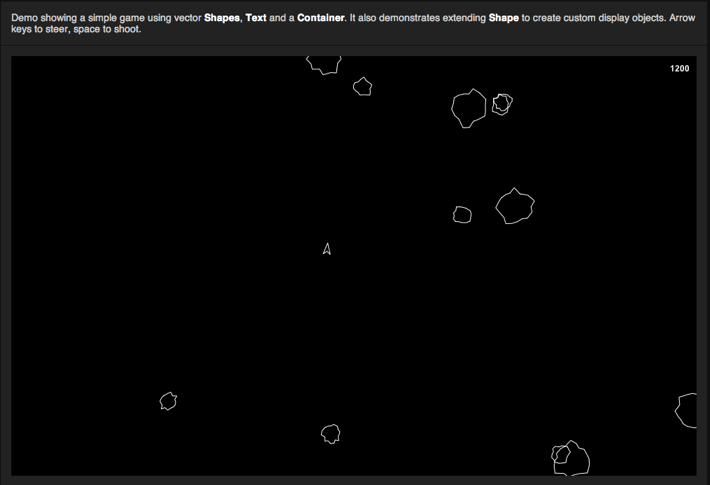 Demo showing a simple game using vector Shapes, Text and a Container. It also demonstrates extending Shape to create custom display objects. Arrow
keys to steer, space to shoot.
1200